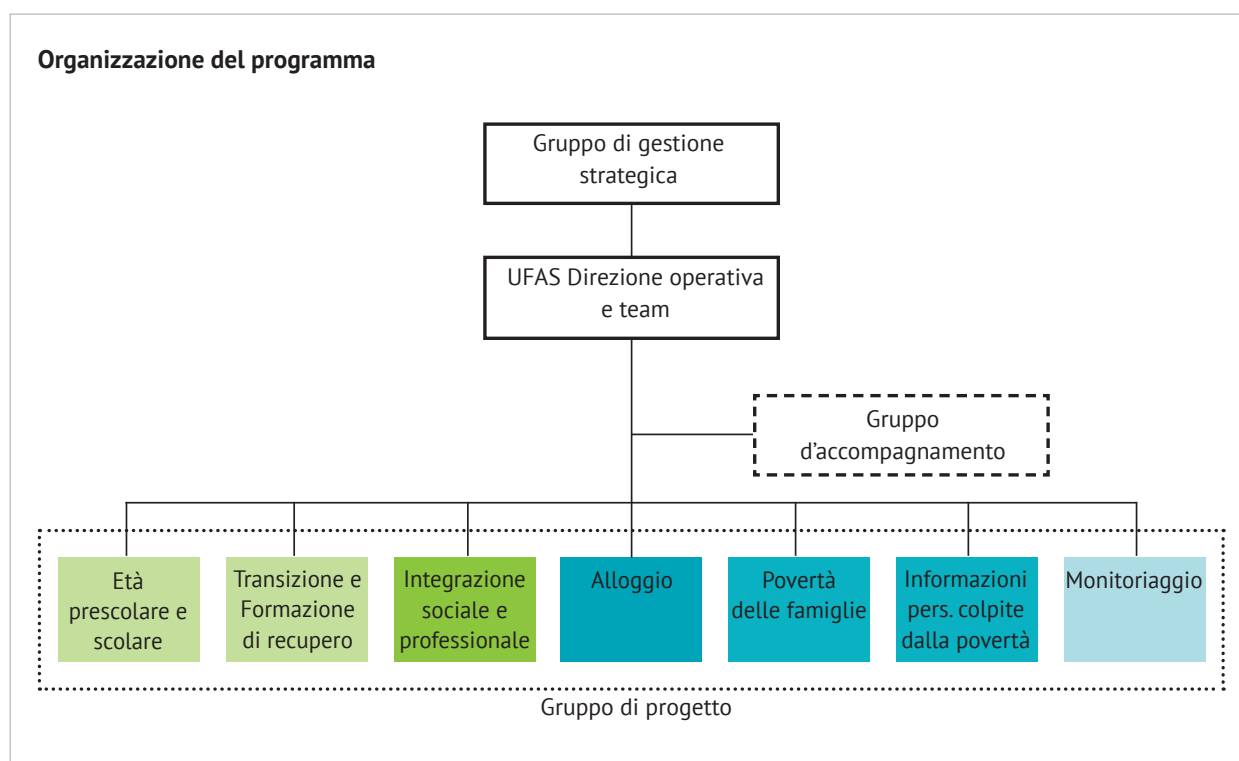 Organizzazione del programma
Gruppo di gestione
strategica
UFAS Direzione operativa
e team
Gruppo
d’accompagnamento
Età
prescolare e
scolare
Transizione e
Formazione
di recupero
Integrazione
sociale e
professionale
Alloggio
Povertà
delle famiglie
Informazioni
pers. colpite
dalla povertà
Monitoriaggio
Gruppo di progetto